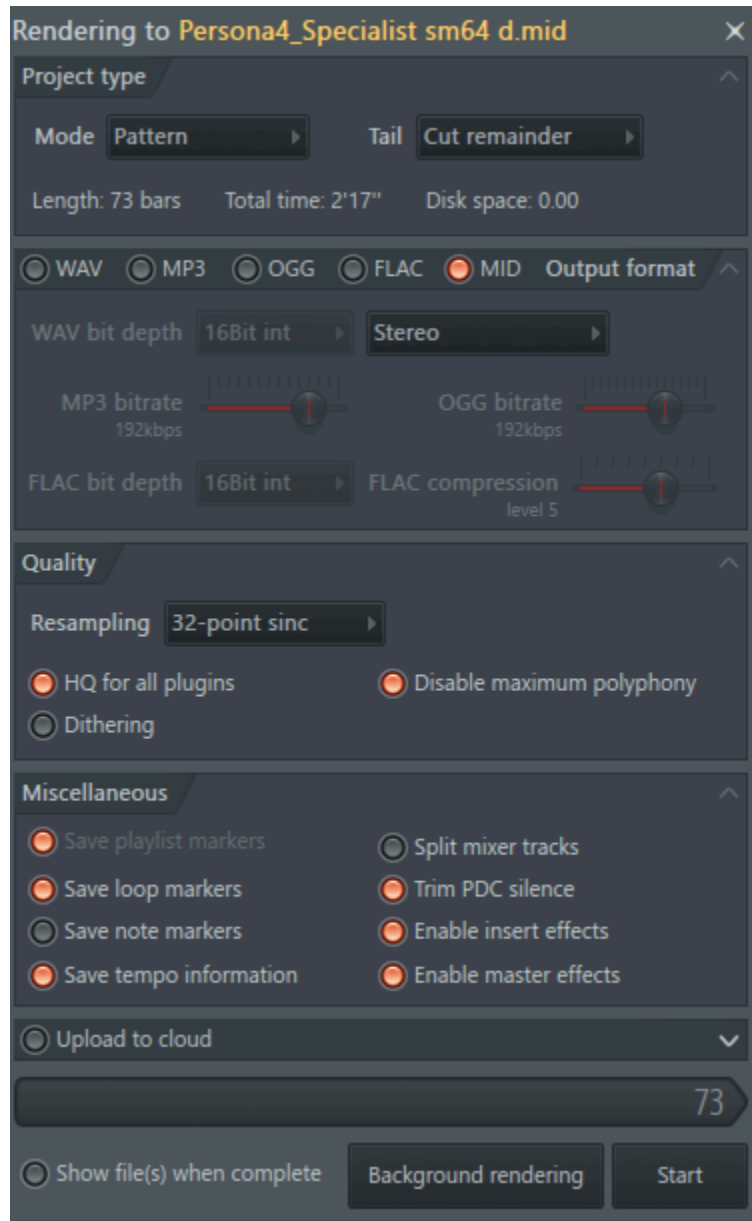 Rendering to Persona4_Specialist sm64 d.mid
Project type
Mode Pattern Tail Cut remainder
Length: 73 bars Total time: 2'17" Disk space: 0.00
WAV MP3 OGG FLAC MID Output format
WAV bit depth 16Bit int Stereo
MP3 bitrate OGG bitrate
192kbps 192kbps
FLAC bit depth 16Bit int FLAC compression
level 5
Quality
Resampling 32-point sinc
HQ for all plugins Disable maximum polyphony
Dithering
Miscellaneous
Save playlist markers Split mixer tracks
Save loop markers Trim PDC silence
Save note markers Enable insert effects
Save tempo information Enable master effects
Upload to cloud
73
Show file(s) when complete Background rendering Start